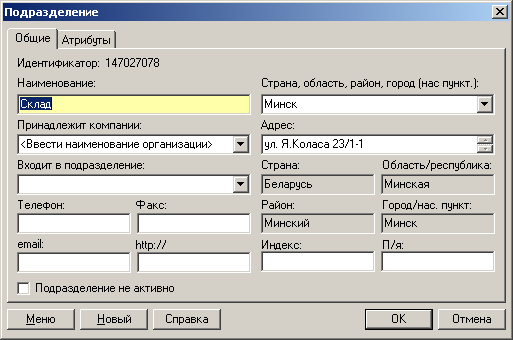 Подразделение
Общие Атрибуты
Идентификатор: 147027078
Наименование: Страна, область, район, город (нас пункт.):
Склад Минск
Принадлежит компании: Адрес:
<Ввести наименование организации> ул. Я.Коласа 23/1-1
Входит в подразделение: Страна: Область/республика:
Беларусь Минская
Телефон: Факс: Район: Город/нас. пункт:
Минский Минск
email: http:// Индекс: П/я:
Подразделение не активно
Меню Новый Справка OK Отмена